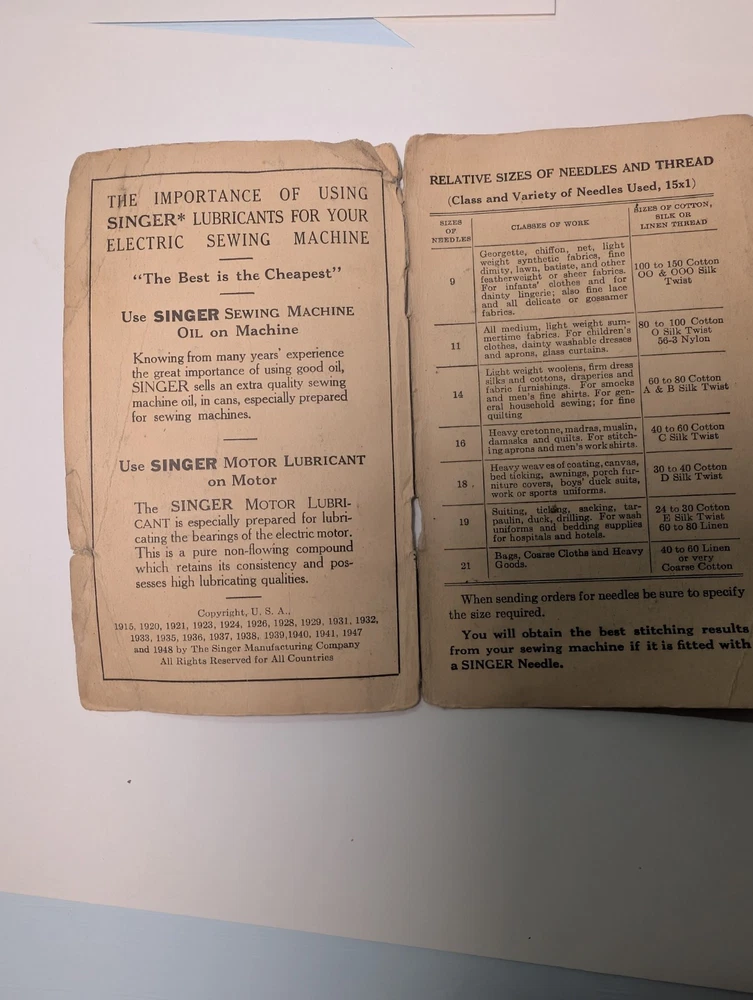 THE IMPORTANCE OF USING
SINGER* LUBRICANTS FOR YOUR
ELECTRIC SEWING MACHINE
"The Best is the Cheapest"
Use SINGER SEWING MACHINE
OIL on Machine
Knowing from many years' experience
the great importance of using good oil,
SINGER sells an extra quality sewing
machine oil, in cans, especially prepared
for sewing machines.
Use SINGER MOTOR LUBRICANT
on Motor
The SINGER MOTOR LUBRI-
CANT is especially prepared for lubri-
cating the bearings of the electric motor.
This is a pure non-flowing compound
which retains its consistency and pos-
sesses high lubricating qualities.
Copyright, U. S. A.,
1915, 1920, 1921, 1923, 1924, 1926, 1928, 1929, 1931, 1932,
1933, 1935, 1936, 1937, 1938, 1939, 1940, 1941, 1947
and 1948 by The Singer Manufacturing Company
All Rights Reserved for All Countries
RELATIVE SIZES OF NEEDLES AND THREAD
(Class and Variety of Needles Used, 15x1)
SIZES
OF
NEEDLES
CLASSES OF WORK
SIZES OF COTTON,
SILK OR
LINEN THREAD
9
Georgette, chiffon, net, light
weight synthetic fabrics, fine
dimity, lawn, batiste, and other
featherweight or sheer fabrics.
For infants' clothes and for
dainty lingerie; also fine lace
and all delicate or gossamer
fabrics.
100 to 150 Cotton
OO & OOO Silk
Twist
11
All medium, light weight sum-
mertime fabrics. For children's
clothes, dainty washable dresses
and aprons, glass curtains.
80 to 100 Cotton
O Silk Twist
56-3 Nylon
14
Light weight woolens, firm dress
silks and cottons, draperies and
fabric furnishings. For smocks
and men's fine shirts. For gen-
eral household sewing; for fine
quilting
60 to 80 Cotton
A & B Silk Twist
16
Heavy cretonne, madras, muslin,
damasks and quilts. For stitch-
ing aprons and men's work shirts.
40 to 60 Cotton
C Silk Twist
18
Heavy weaves of coating, canvas,
bed ticking, awnings, porch fur-
niture covers, boys' duck suits,
work or sports uniforms.
30 to 40 Cotton
D Silk Twist
19
Suiting, ticking, sacking, tar-
paulin, duck, drilling. For wash
uniforms and bedding supplies
for hospitals and hotels.
24 to 30 Cotton
E Silk Twist
60 to 80 Linen
21
Bags, Coarse Cloths and Heavy
Goods.
40 to 60 Linen
or very
Coarse Cotton
When sending orders for needles be sure to specify
the size required.
You will obtain the best stitching results
from your sewing machine if it is fitted with
a SINGER Needle.